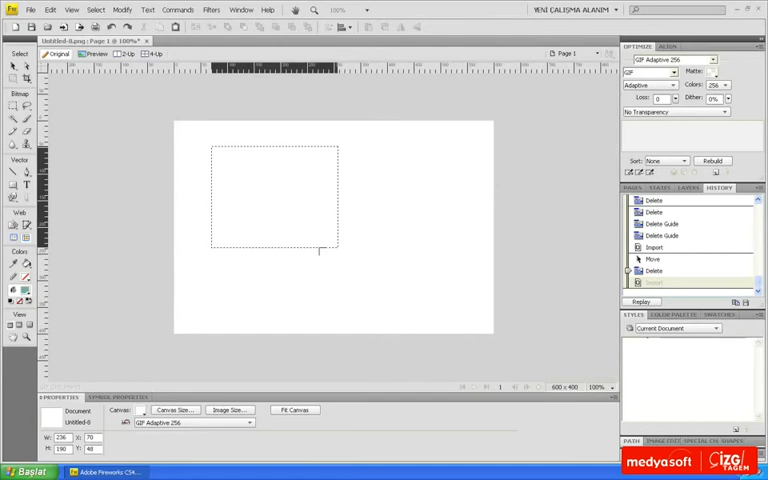 Fw File Edit View Select Modify Text Commands Filters Window Help 100% YENİ ÇALIŞMA ALANIM
Untitled-8.png: Page 1 @ 100%*
Original Preview 2-Up 4-Up Page 1
Select
Bitmap
Vector
Web
Colors
View
OPTIMIZE ALIGN
GIF Adaptive 256
GIF Matte:
Adaptive Colors: 256
Loss: 0 Dither: 0%
No Transparency
Sort: None Rebuild
PAGES STATES LAYERS HISTORY
Delete
Delete
Delete Guide
Delete Guide
Import
Move
Delete
Import
Replay
STYLES COLOR PALETTE SWATCHES
Current Document
1 600 x 400 100%
PROPERTIES SYMBOL PROPERTIES
Document
Untitled-8
Canvas: Canvas Size... Image Size... Fit Canvas
GIF Adaptive 256
W: 236 X: 70
H: 190 Y: 48
PATH IMAGE EDIT SPECIAL CH SHAPES
Başlat Adobe Fireworks CS4...
medyasoft ÇİZGİ TAGEM